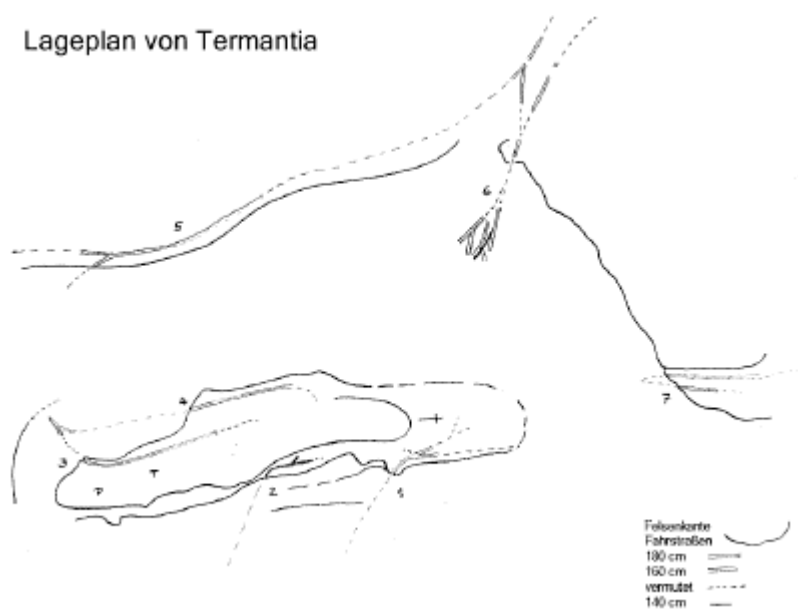 Lageplan von Termantia
6
5
4
7
3
T
P
2
1
Felsenkante
Fahrstraßen
180 cm
160 cm
vermutet
140 cm